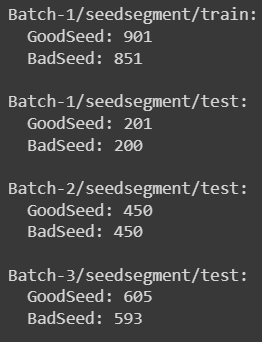 Batch-1/seedsegment/train:
GoodSeed: 901
BadSeed: 851
Batch-1/seedsegment/test:
GoodSeed: 201
BadSeed: 200
Batch-2/seedsegment/test:
GoodSeed: 450
BadSeed: 450
Batch-3/seedsegment/test:
GoodSeed: 605
BadSeed: 593